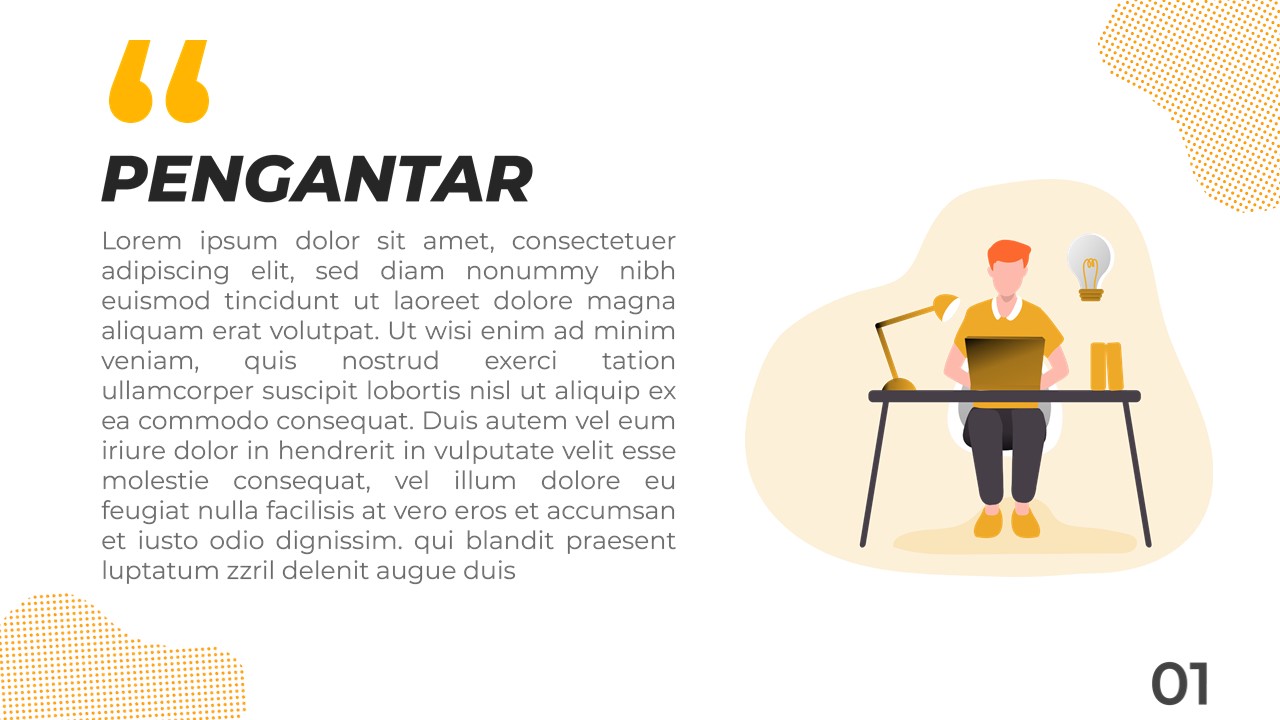 “
PENGANTAR
Lorem ipsum dolor sit amet, consectetuer
adipiscing elit, sed diam nonummy nibh
euismod tincidunt ut laoreet dolore magna
aliquam erat volutpat. Ut wisi enim ad minim
veniam, quis nostrud exerci tation
ullamcorper suscipit lobortis nisl ut aliquip ex
ea commodo consequat. Duis autem vel eum
iriure dolor in hendrerit in vulputate velit esse
molestie consequat, vel illum dolore eu
feugiat nulla facilisis at vero eros et accumsan
et iusto odio dignissim. qui blandit praesent
luptatum zzril delenit augue duis
01